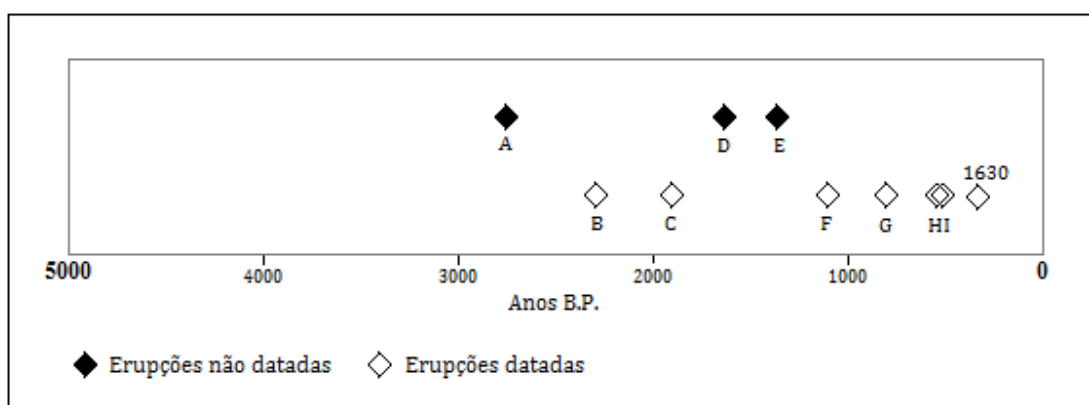 A D E
1630
B C F G HI
5000 4000 3000 2000 1000 0
Anos B.P.
Erupções não datadas Erupções datadas